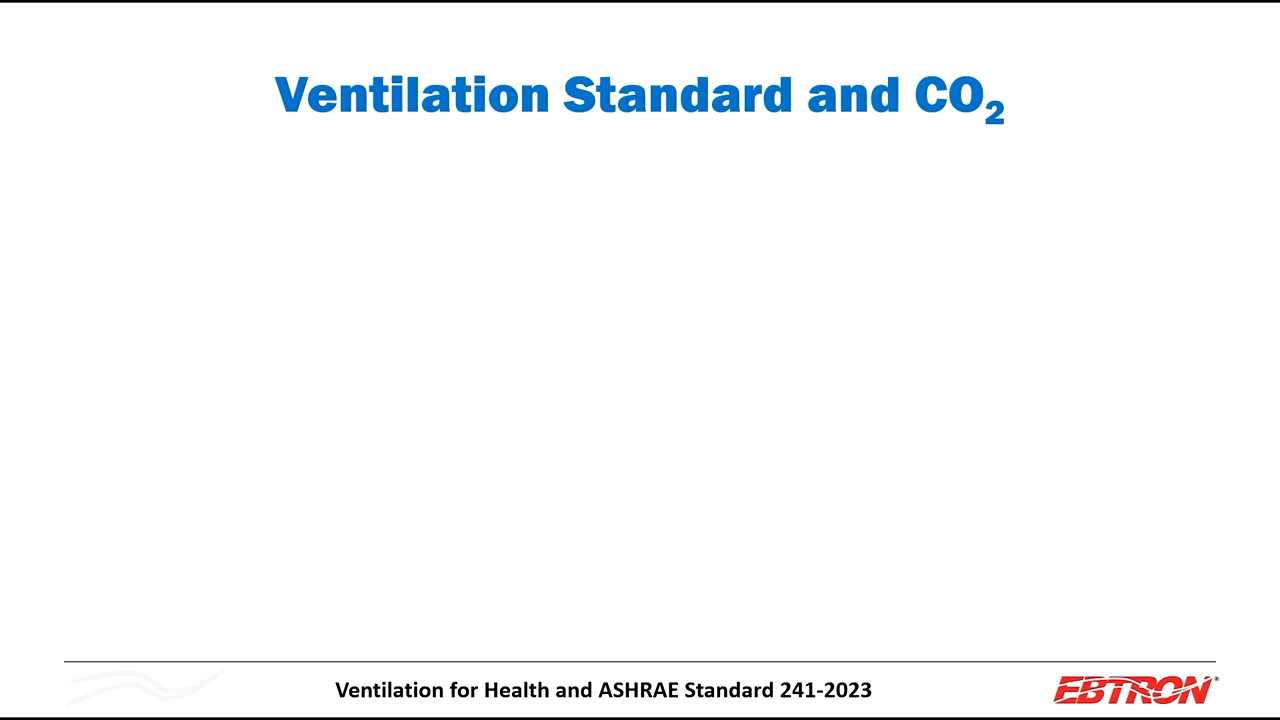 Ventilation Standard and CO₂
Ventilation for Health and ASHRAE Standard 241-2023
EBTRON®